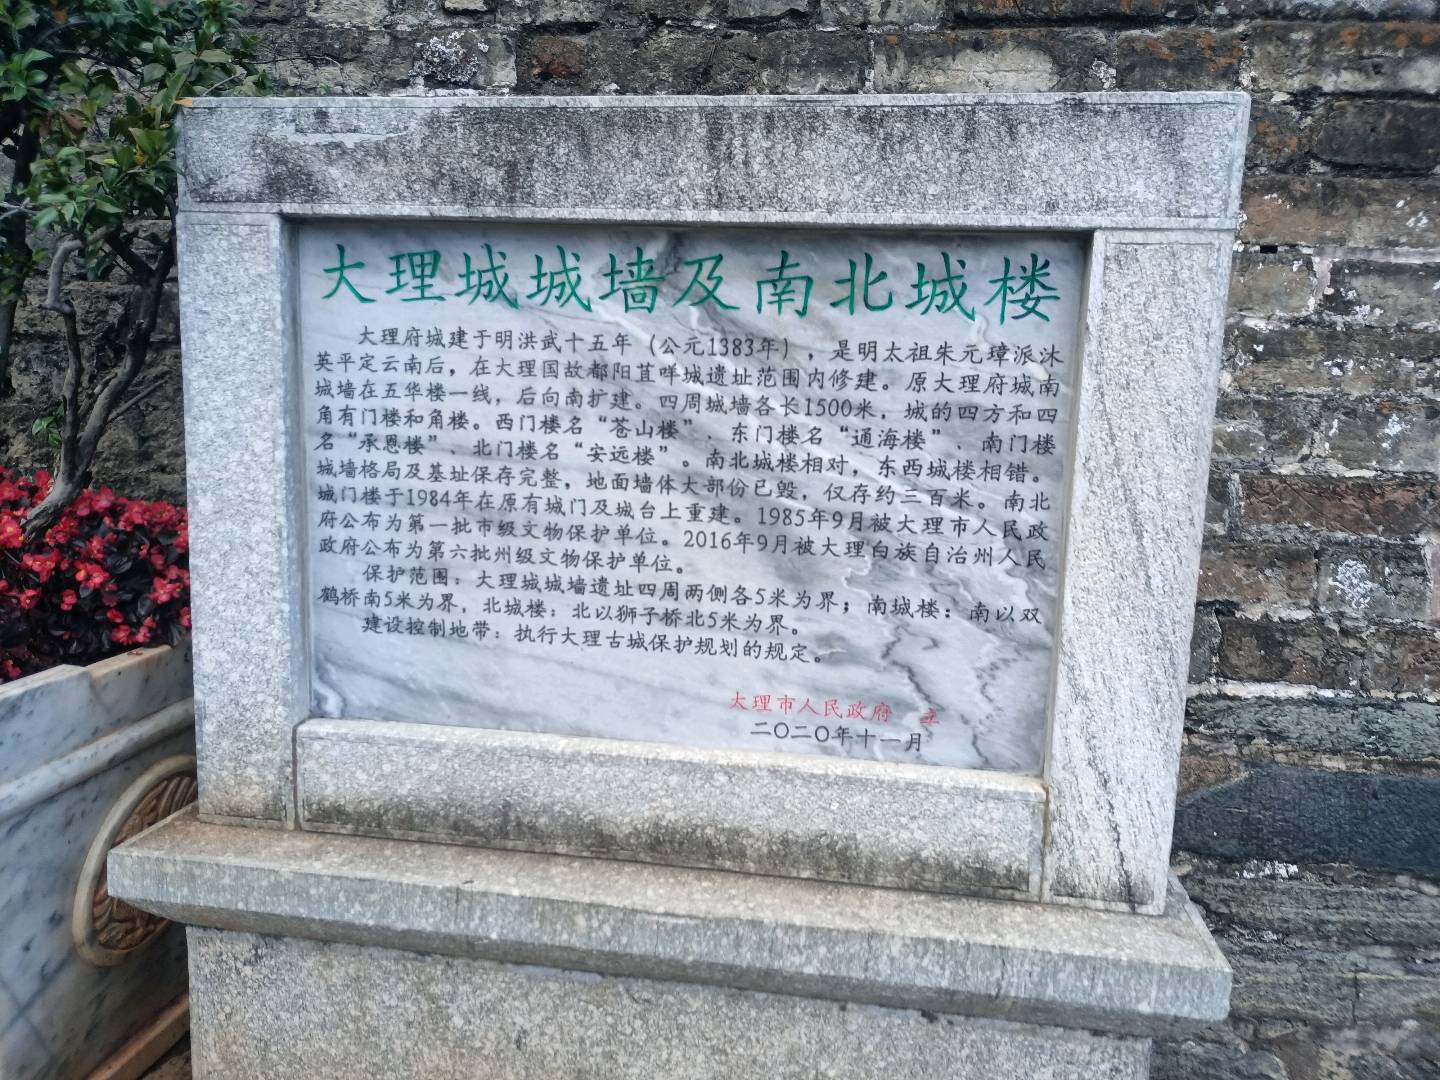 大理城城墙及南北城楼
大理府城建于明洪武十五年（公元1383年），是明太祖朱元璋派沐
英平定云南后，在大理国故都阳苴咩城遗址范围内修建。原大理府城南
城墙在五华楼一线，后向南扩建。四周城墙各长1500米，城的四方和四
角有门楼和角楼。西门楼名“苍山楼”、东门楼名“通海楼”、南门楼
名“承恩楼”、北门楼名“安远楼”。南北城楼相对，东西城楼相错。
城墙格局及基址保存完整，地面墙体大部份已毁，仅存约三百米。南北
城门楼于1984年在原有城门及城台上重建。1985年9月被大理市人民政
府公布为第一批市级文物保护单位。2016年9月被大理白族自治州人民
政府公布为第六批州级文物保护单位。
保护范围：大理城城墙遗址四周两侧各5米为界；南城楼：南以双
鹤桥南5米为界，北城楼：北以狮子桥北5米为界。
建设控制地带：执行大理古城保护规划的规定。
大理市人民政府 立
二〇二〇年十一月